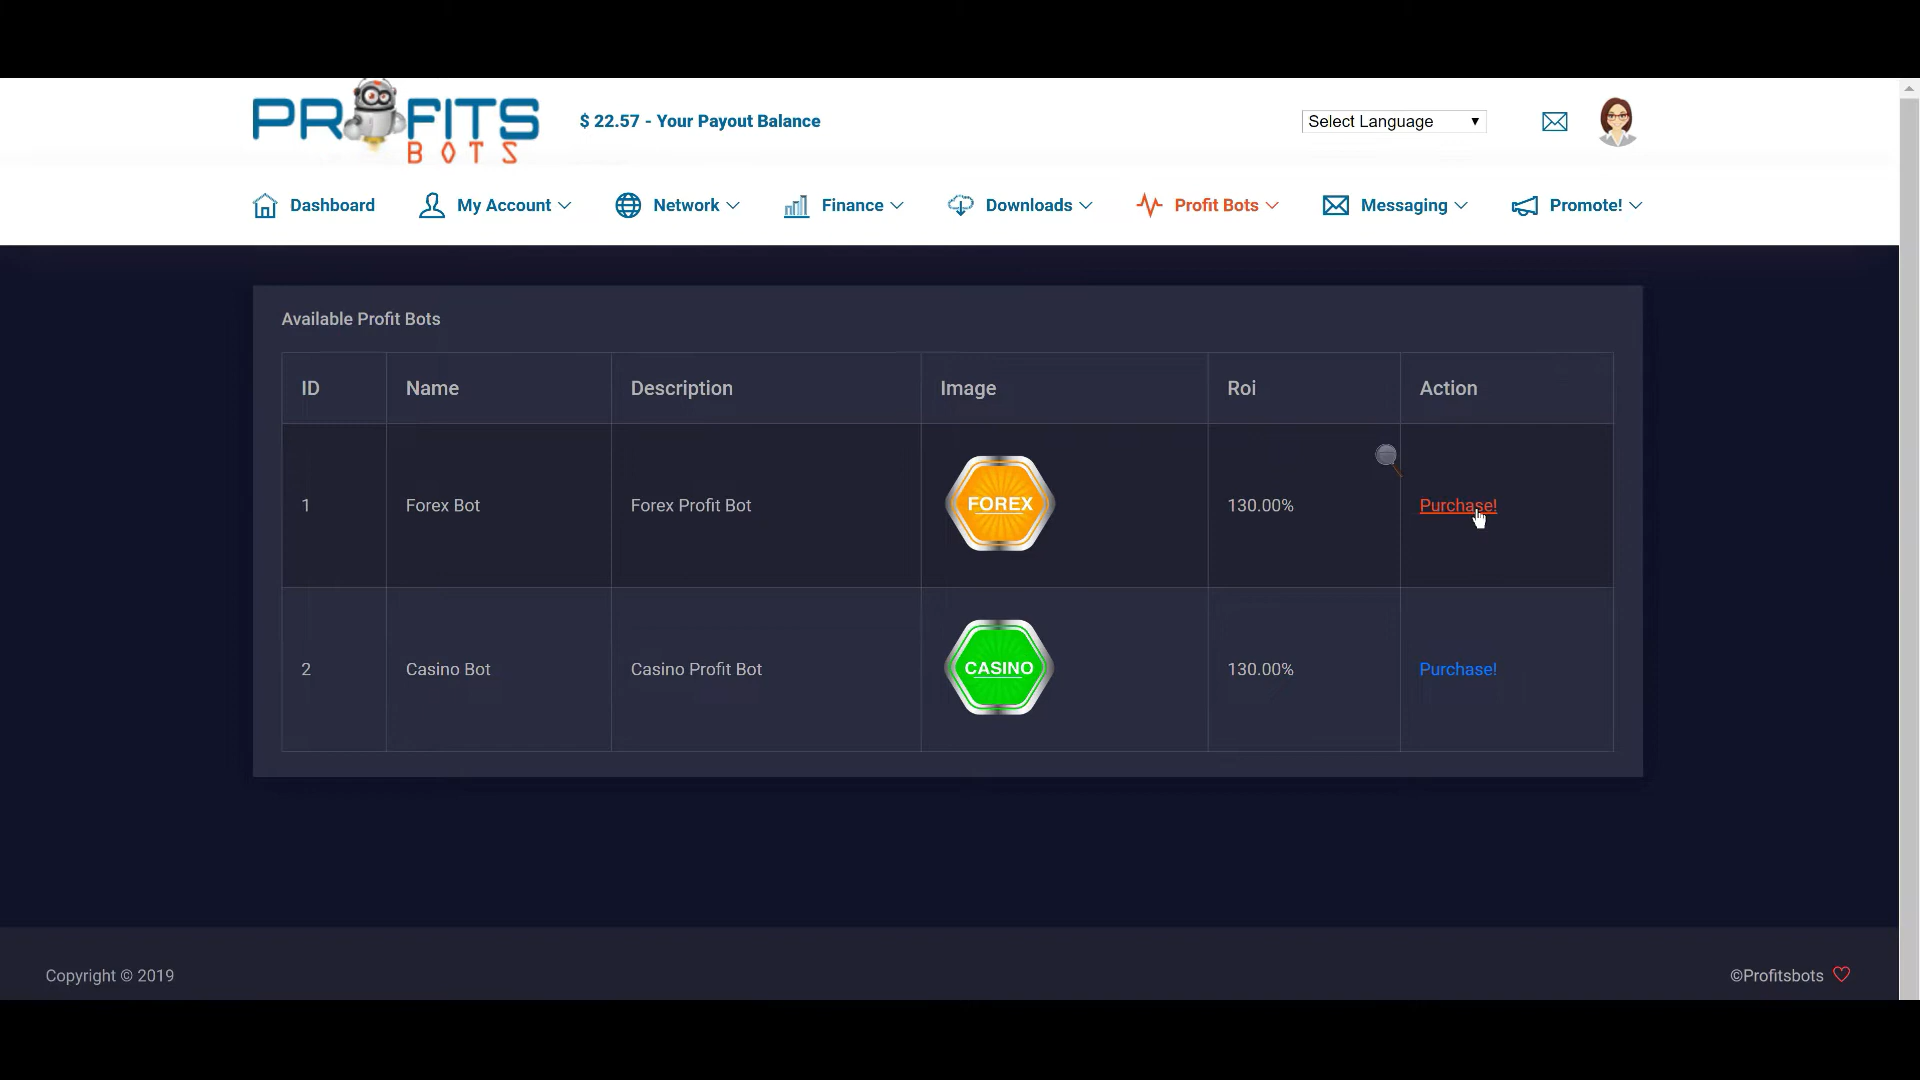 PROFITS
BOTS
$ 22.57 - Your Payout Balance
Select Language
Dashboard
My Account
Network
Finance
Downloads
Profit Bots
Messaging
Promote!
Available Profit Bots
ID Name Description Image Roi Action
1 Forex Bot Forex Profit Bot FOREX 130.00% Purchase!
2 Casino Bot Casino Profit Bot CASINO 130.00% Purchase!
Copyright © 2019
©Profitsbots